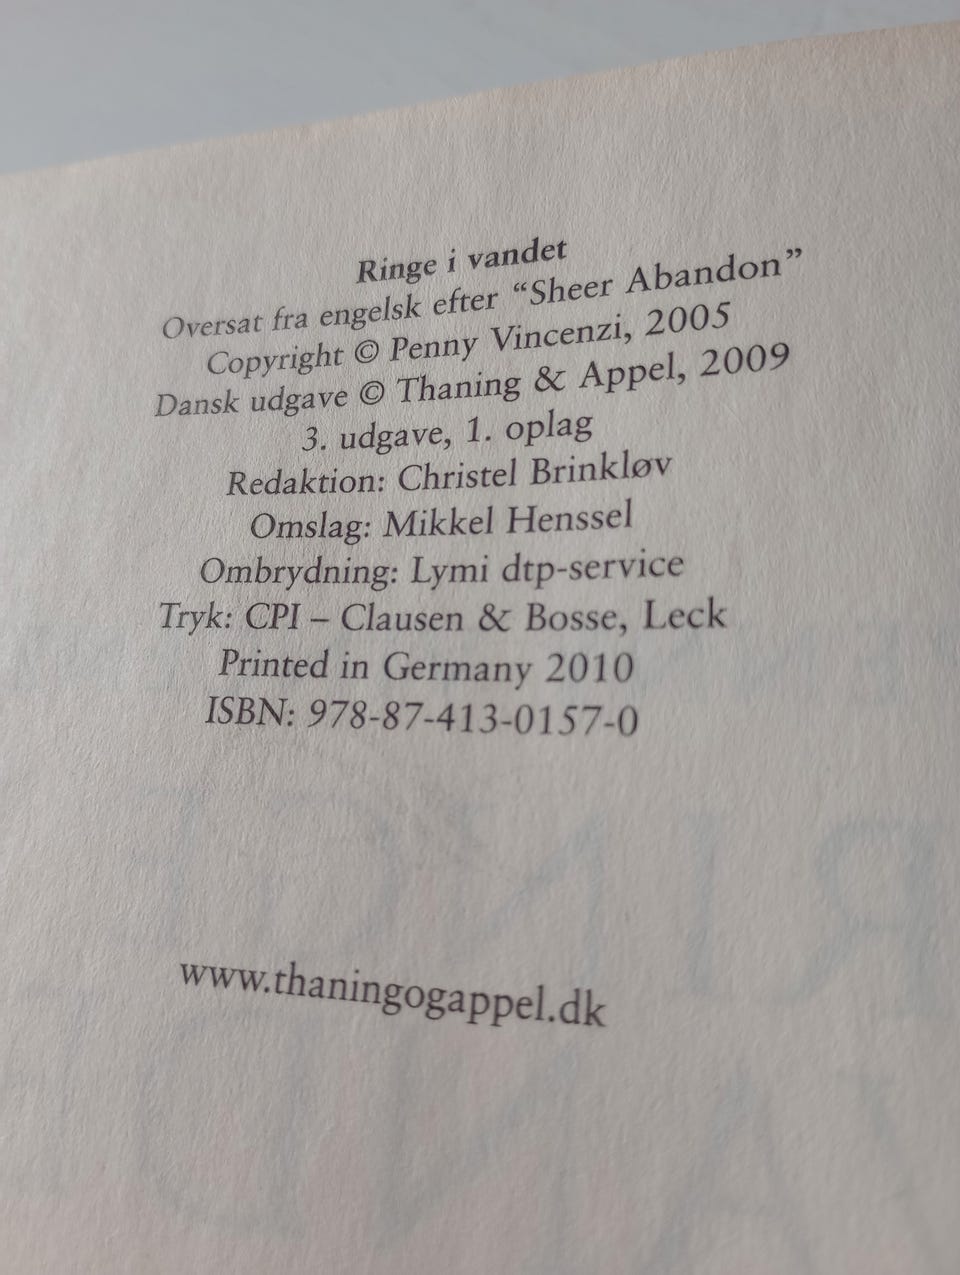 Ringe i vandet
Oversat fra engelsk efter “Sheer Abandon”
Copyright © Penny Vincenzi, 2005
Dansk udgave © Thaning & Appel, 2009
3. udgave, 1. oplag
Redaktion: Christel Brinkløv
Omslag: Mikkel Henssel
Ombrydning: Lymi dtp-service
Tryk: CPI – Clausen & Bosse, Leck
Printed in Germany 2010
ISBN: 978-87-413-0157-0
www.thaningogappel.dk